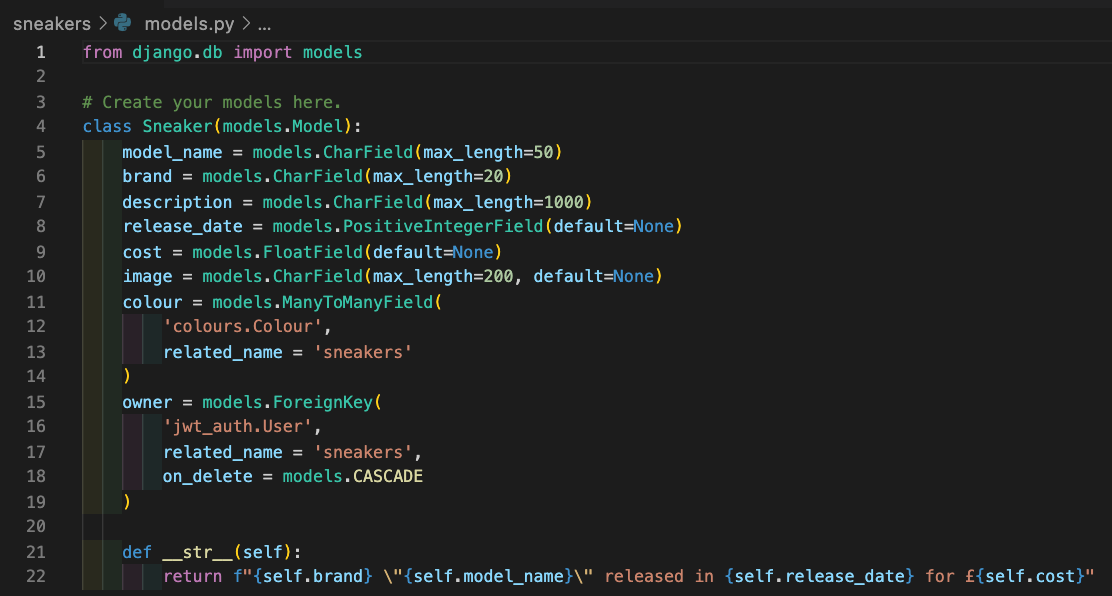 sneakers > models.py > ...
1 from django.db import models
2
3 # Create your models here.
4 class Sneaker(models.Model):
5     model_name = models.CharField(max_length=50)
6     brand = models.CharField(max_length=20)
7     description = models.CharField(max_length=1000)
8     release_date = models.PositiveIntegerField(default=None)
9     cost = models.FloatField(default=None)
10     image = models.CharField(max_length=200, default=None)
11     colour = models.ManyToManyField(
12         'colours.Colour',
13         related_name = 'sneakers'
14     )
15     owner = models.ForeignKey(
16         'jwt_auth.User',
17         related_name = 'sneakers',
18         on_delete = models.CASCADE
19     )
20
21     def __str__(self):
22         return f"{self.brand} \"{self.model_name}\" released in {self.release_date} for £{self.cost}"